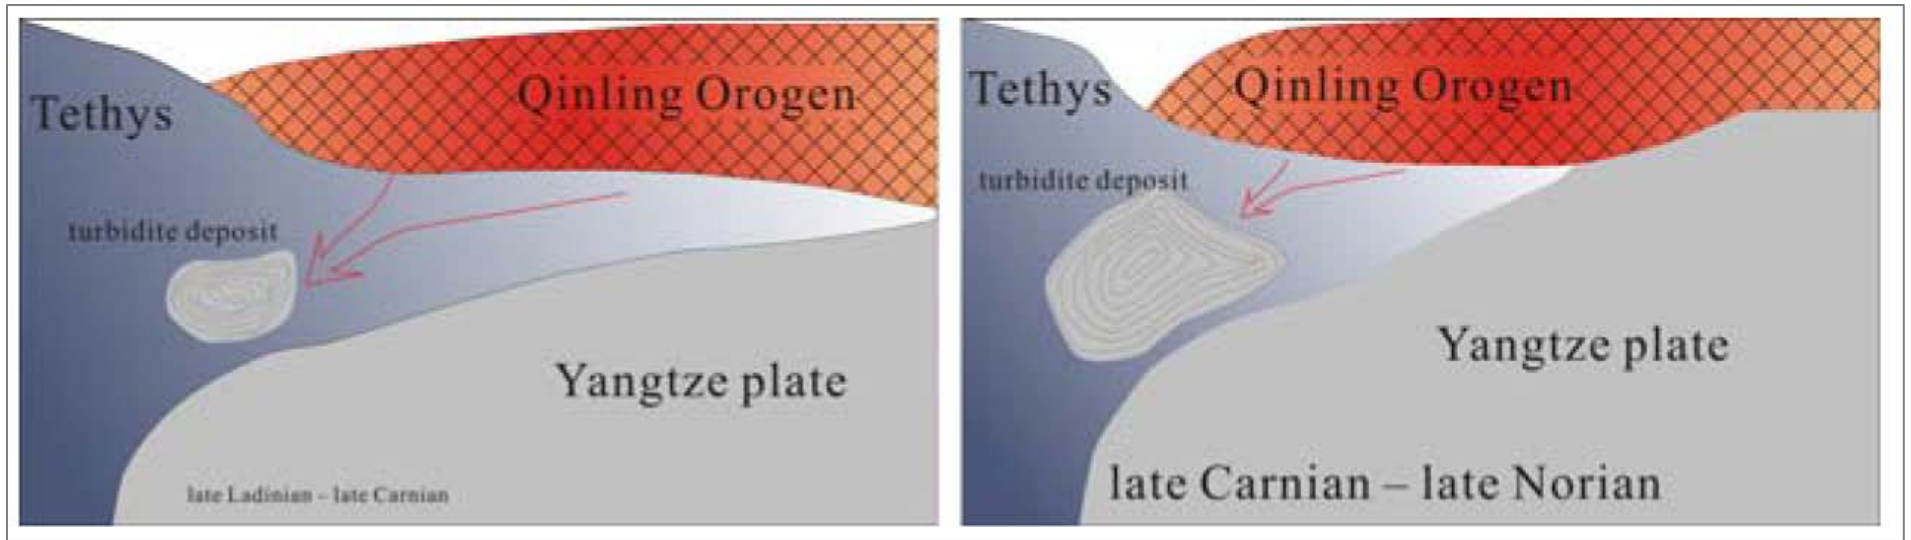 Tethys
Qinling Orogen
turbidite deposit
Yangtze plate
late Ladinian – late Carnian
Tethys
Qinling Orogen
turbidite deposit
Yangtze plate
late Carnian – late Norian